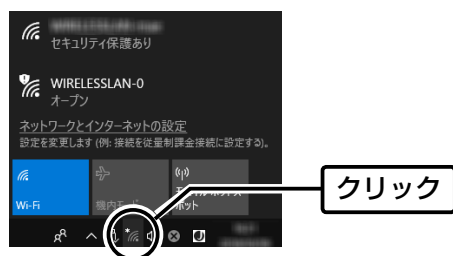 セキュリティ保護あり
WIRELESSLAN-0
オープン
ネットワークとインターネットの設定
設定を変更します (例: 接続を従量制課金接続に設定する)。
Wi-Fi
機内モード
ット
クリック